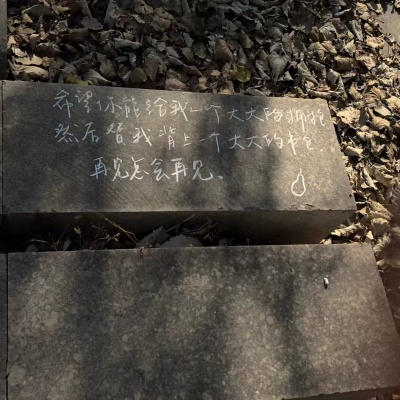 希望你能给我一个大大的拥抱
然后替我背上一个大大的书包.
再见总会再见.